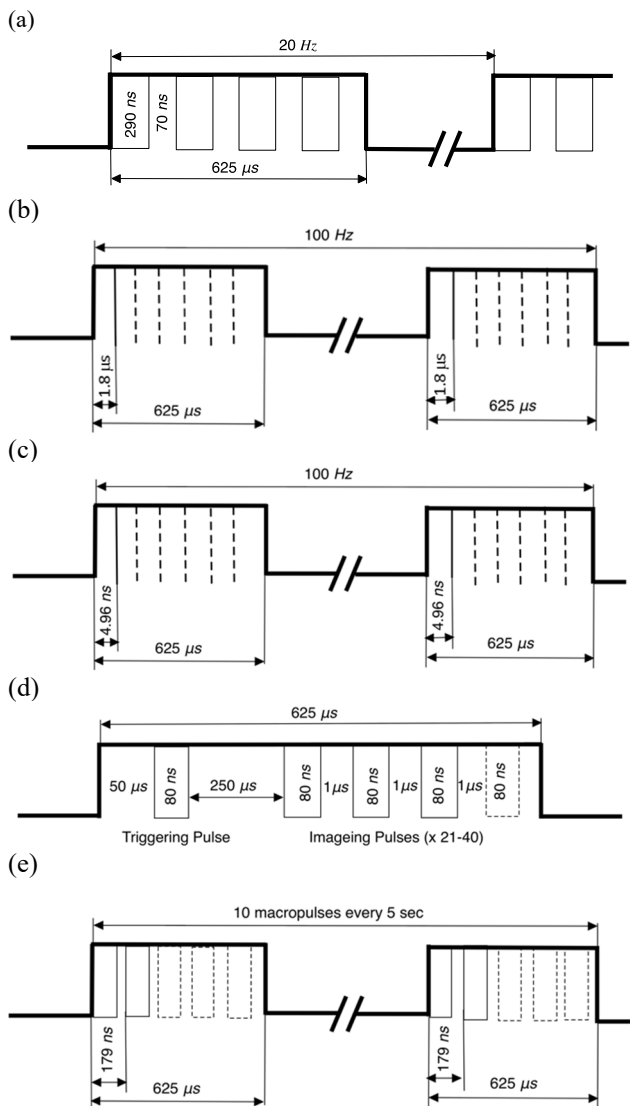 (a)
20 Hz
290 ns
70 ns
625 μs
(b)
100 Hz
1.8 μs
1.8 μs
625 μs
625 μs
(c)
100 Hz
4.96 ns
4.96 ns
625 μs
625 μs
(d)
625 μs
50 μs 80 ns 250 μs 80 ns 1μs 80 ns 1μs 80 ns 1μs 80 ns
Triggering Pulse Imageing Pulses (x 21-40)
(e)
10 macropulses every 5 sec
179 ns
179 ns
625 μs
625 μs